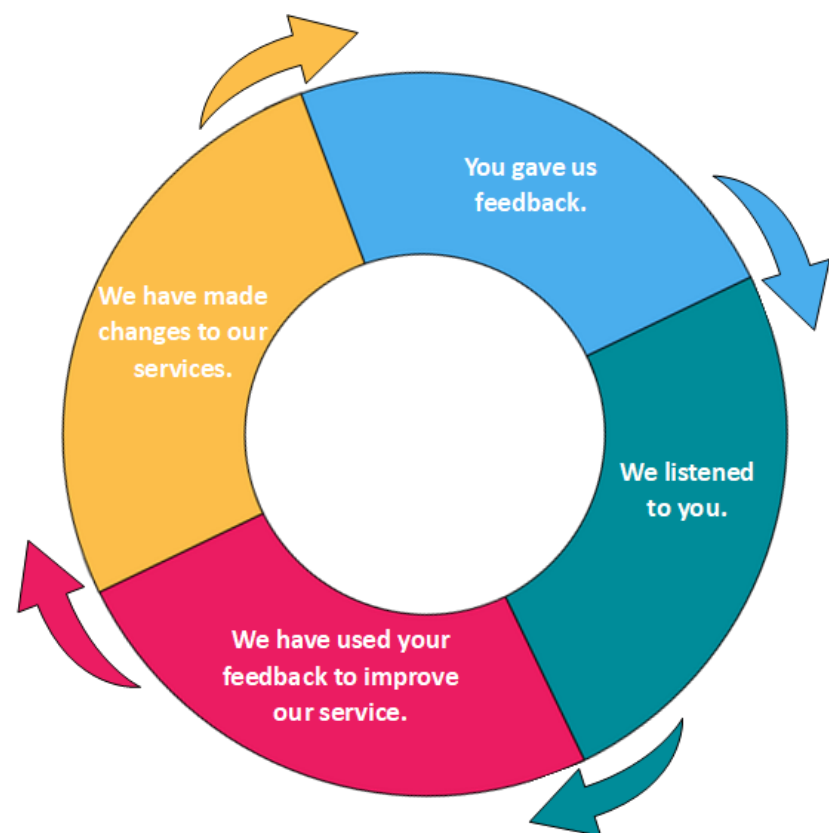 You gave us
feedback.
We listened
to you.
We have used your
feedback to improve
our service.
We have made
changes to our
services.